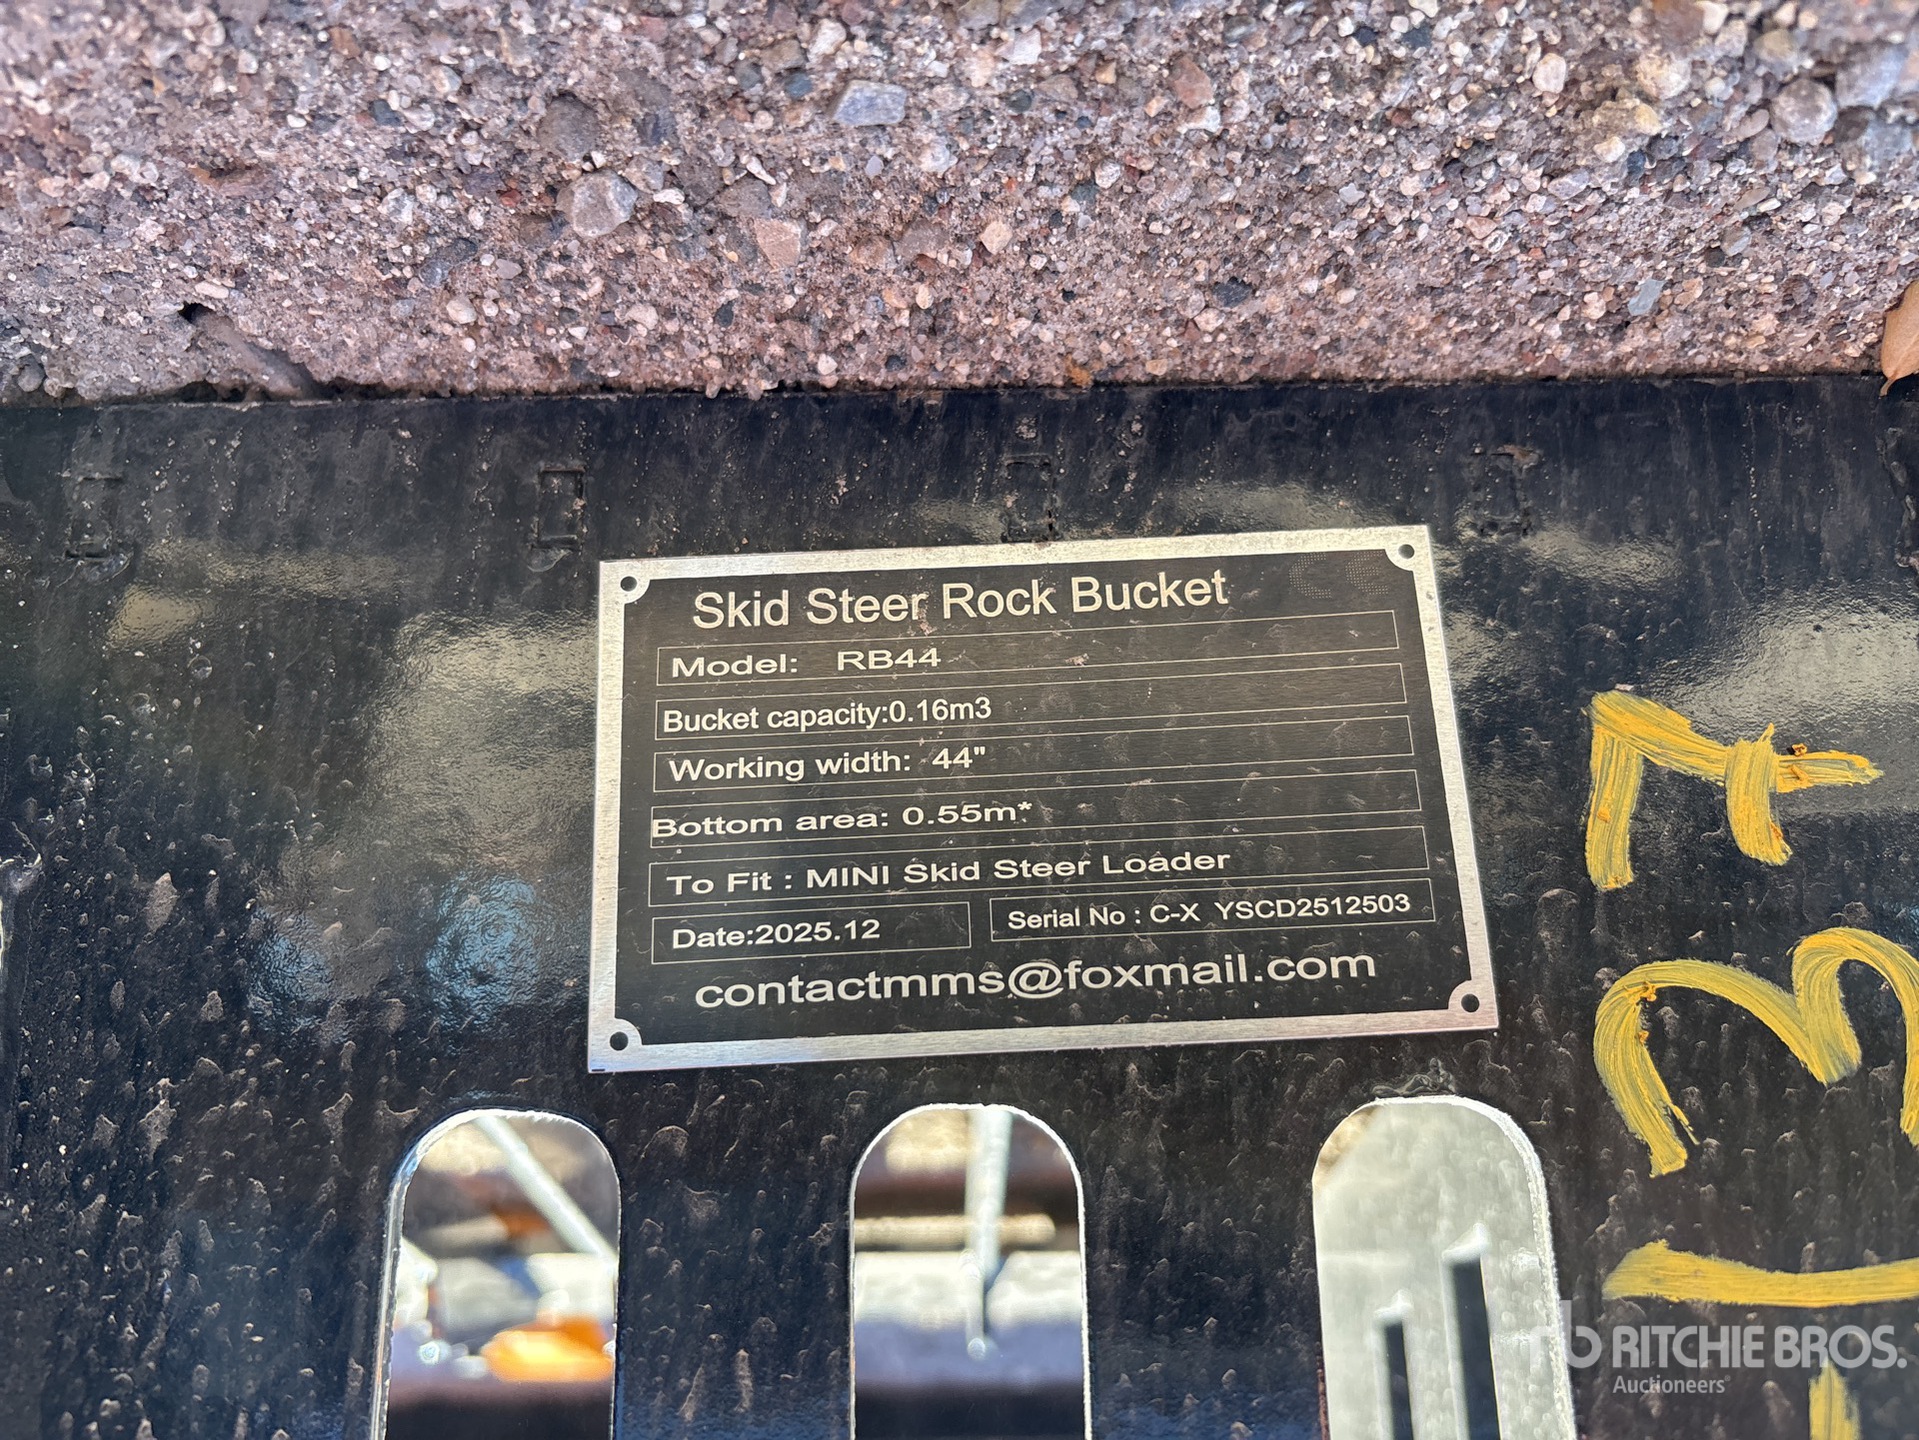 Skid Steer Rock Bucket
Model: RB44
Bucket capacity:0.16m3
Working width: 44"
Bottom area: 0.55m*
To Fit : MINI Skid Steer Loader
Date:2025.12
Serial No : C-X YSCD2512503
contactmms@foxmail.com
RITCHIE BROS.
Auctioneers